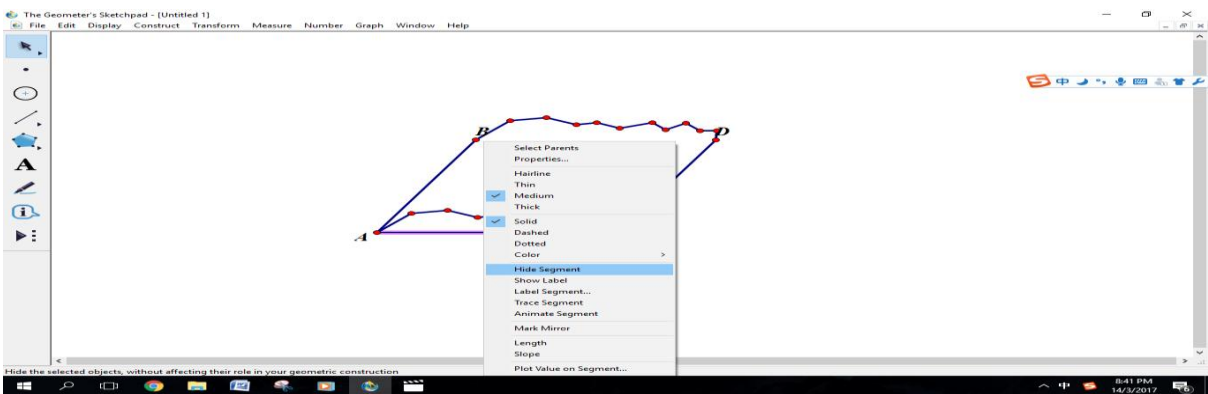 The Geometer's Sketchpad - [Untitled 1]
File Edit Display Construct Transform Measure Number Graph Window Help
中
B
D
A
A
Select Parents
Properties...
Hairline
Thin
Medium
Thick
Solid
Dashed
Dotted
Color
Hide Segment
Show Label
Label Segment...
Trace Segment
Animate Segment
Mark Mirror
Length
Slope
Plot Value on Segment...
Hide the selected objects, without affecting their role in your geometric construction
中
8:41 PM
14/3/2017